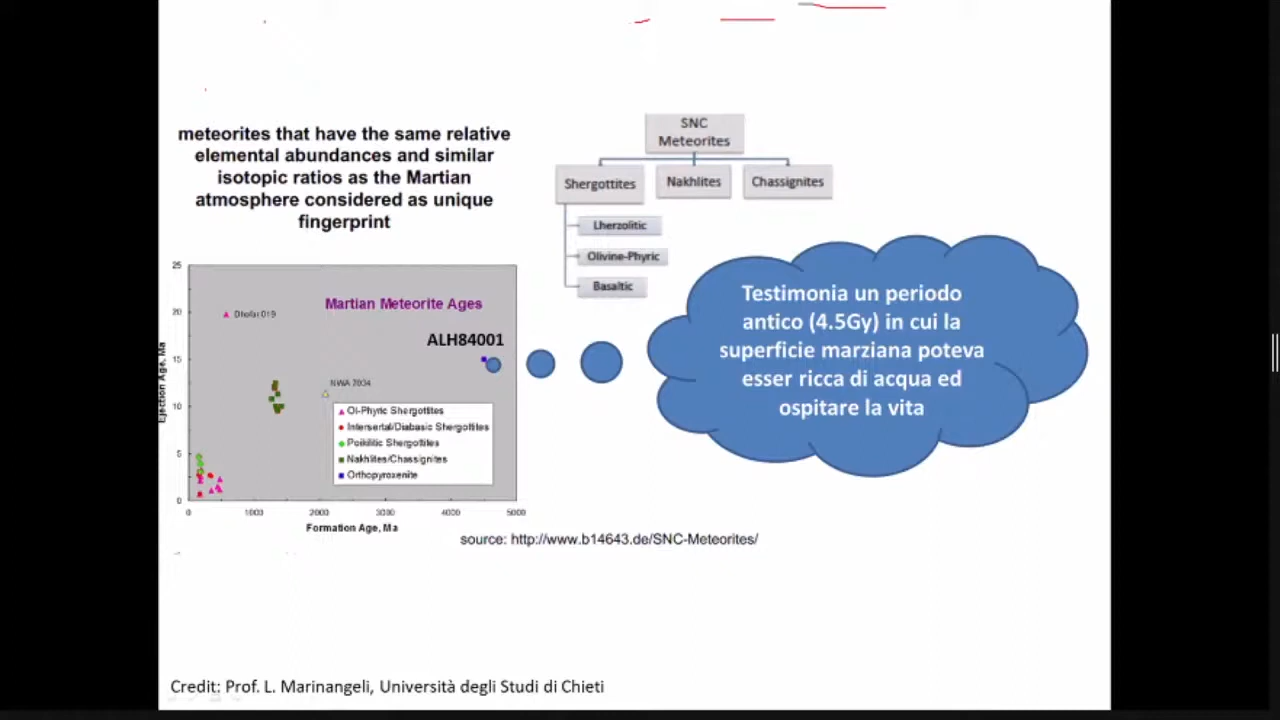 meteorites that have the same relative
elemental abundances and similar
isotopic ratios as the Martian
atmosphere considered as unique
fingerprint
SNC
Meteorites
Shergottites
Nakhlites
Chassignites
Lherzolitic
Olivine-Phyric
Basaltic
Testimonia un periodo
antico (4.5Gy) in cui la
superficie marziana poteva
esser ricca di acqua ed
ospitare la vita
Martian Meteorite Ages
ALH84001
Dhofar 019
NWA 7034
Ol-Phyric Shergottites
Intersertal/Diabasic Shergottites
Poikilitic Shergottites
Nakhlites/Chassignites
Orthopyroxenite
Ejection Age, Ma
25
20
15
10
5
0
0 1000 2000 3000 4000 5000
Formation Age, Ma
source: http://www.b14643.de/SNC-Meteorites/
Credit: Prof. L. Marinangeli, Università degli Studi di Chieti